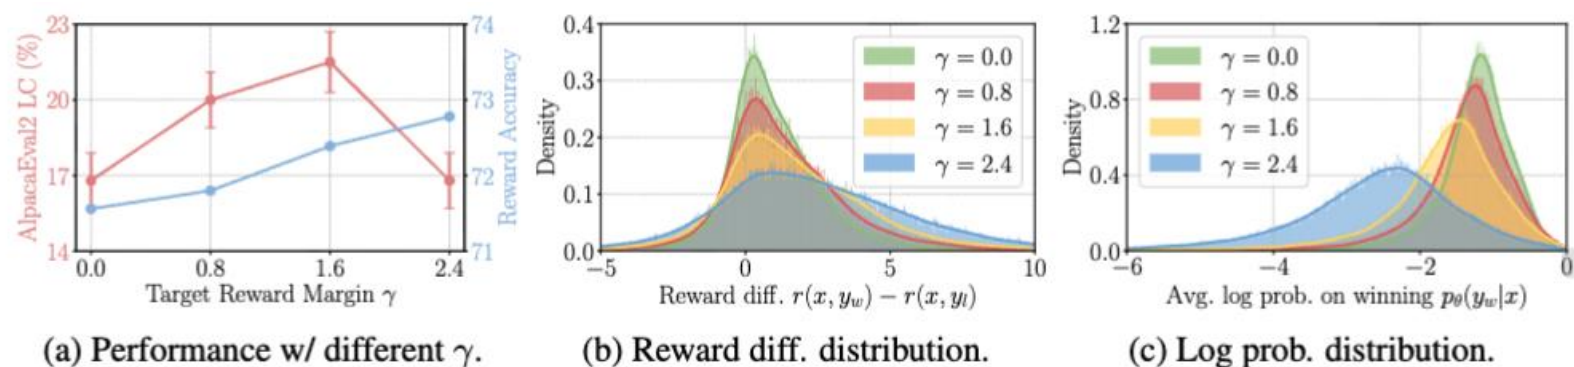 AlpacaEval2 LC (%)
23
20
17
14
74
73
72
71
Reward Accuracy
0.0 0.8 1.6 2.4
Target Reward Margin γ
(a) Performance w/ different γ.
Density
0.4
0.3
0.2
0.1
0.0
γ = 0.0
γ = 0.8
γ = 1.6
γ = 2.4
−5 0 5 10
Reward diff. r(x, y_w) − r(x, y_l)
(b) Reward diff. distribution.
Density
1.2
0.8
0.4
0.0
γ = 0.0
γ = 0.8
γ = 1.6
γ = 2.4
−6 −4 −2 0
Avg. log prob. on winning p_θ(y_w|x)
(c) Log prob. distribution.